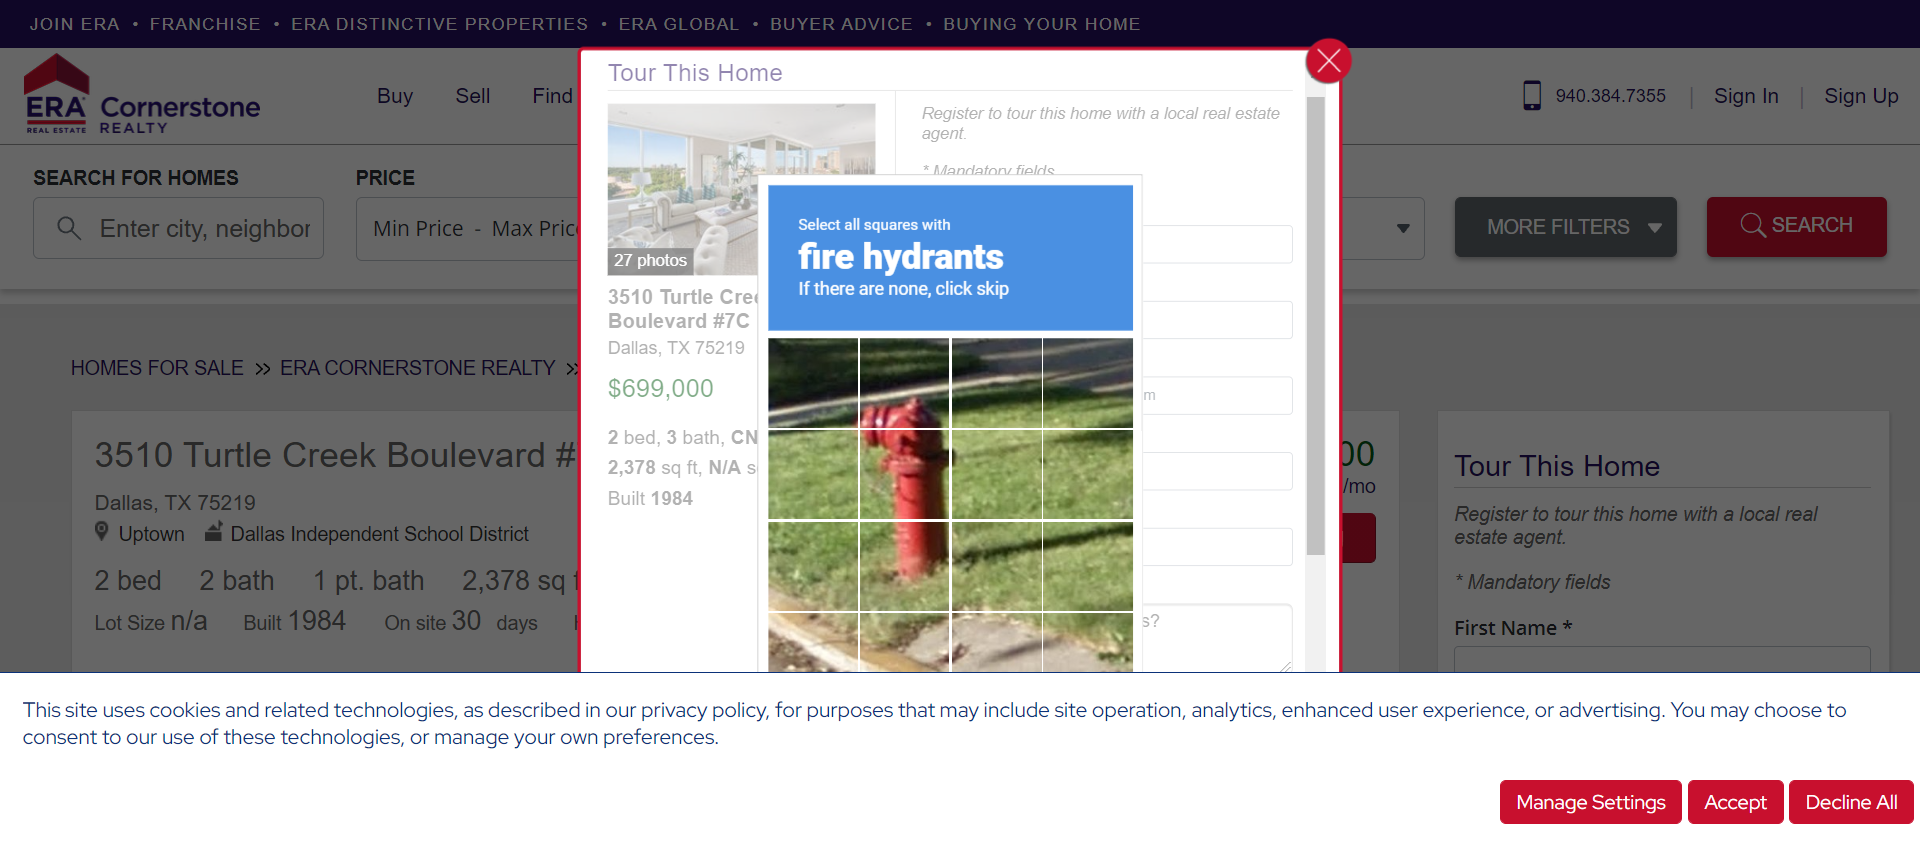 JOIN ERA • FRANCHISE • ERA DISTINCTIVE PROPERTIES • ERA GLOBAL • BUYER ADVICE • BUYING YOUR HOME
ERA
REAL ESTATE
Cornerstone
REALTY
Buy
Sell
Find
940.384.7355
Sign In
Sign Up
SEARCH FOR HOMES
PRICE
Enter city, neighbor
Min Price - Max Pric
MORE FILTERS
SEARCH
HOMES FOR SALE » ERA CORNERSTONE REALTY »
3510 Turtle Creek Boulevard #
Dallas, TX 75219
Uptown
Dallas Independent School District
2 bed
2 bath
1 pt. bath
2,378 sq f
Lot Size n/a
Built 1984
On site 30 days
Tour This Home
27 photos
3510 Turtle Cree
Boulevard #7C
Dallas, TX 75219
$699,000
2 bed, 3 bath, CN
2,378 sq ft, N/A s
Built 1984
Register to tour this home with a local real estate
agent.
* Mandatory fields
Select all squares with
fire hydrants
If there are none, click skip
m
s?
00
/mo
Tour This Home
Register to tour this home with a local real
estate agent.
* Mandatory fields
First Name *
This site uses cookies and related technologies, as described in our privacy policy, for purposes that may include site operation, analytics, enhanced user experience, or advertising. You may choose to
consent to our use of these technologies, or manage your own preferences.
Manage Settings
Accept
Decline All